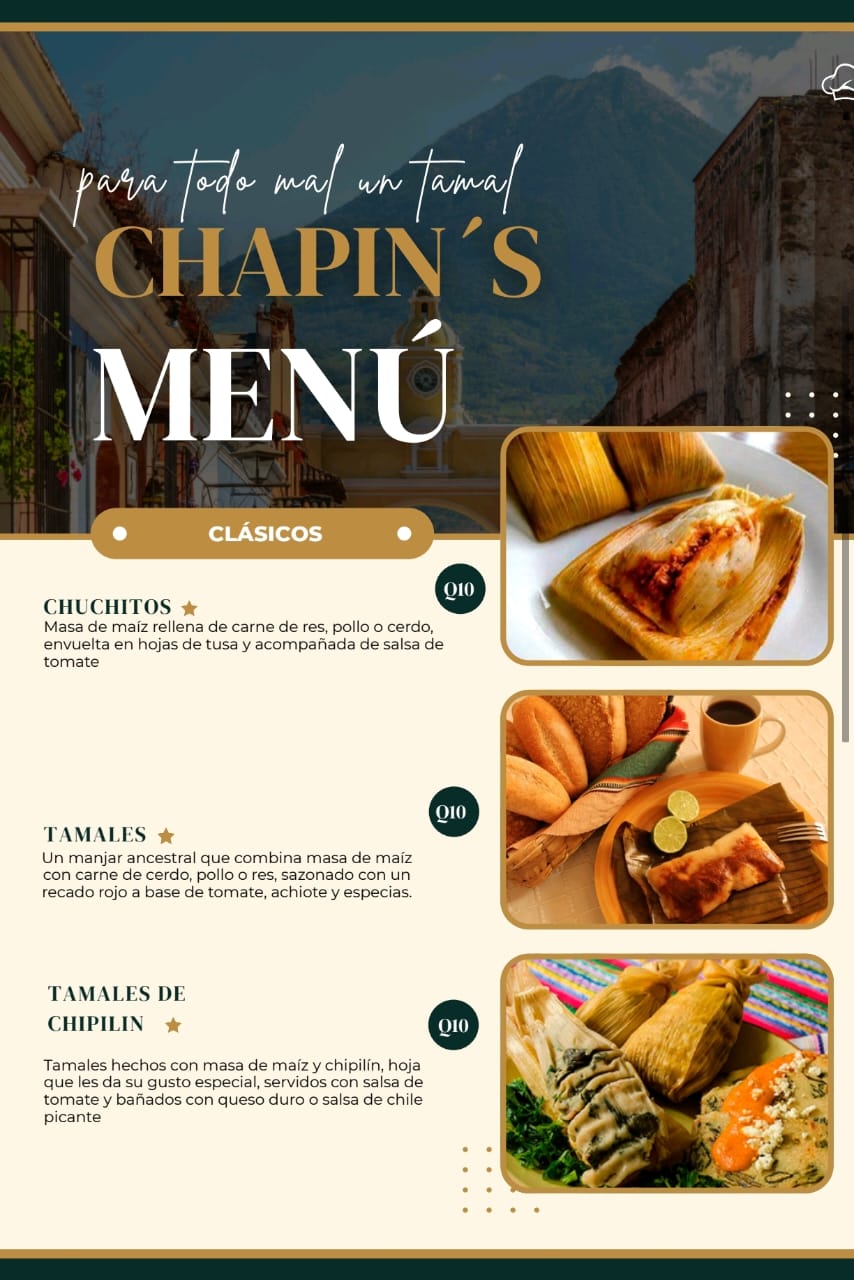 para todo mal un tamal
CHAPIN´S
MENÚ
CLÁSICOS
CHUCHITOS
Q10
Masa de maíz rellena de carne de res, pollo o cerdo,
envuelta en hojas de tusa y acompañada de salsa de
tomate
TAMALES
Q10
Un manjar ancestral que combina masa de maíz
con carne de cerdo, pollo o res, sazonado con un
recado rojo a base de tomate, achiote y especias.
TAMALES DE
CHIPILIN
Q10
Tamales hechos con masa de maíz y chipilín, hoja
que les da su gusto especial, servidos con salsa de
tomate y bañados con queso duro o salsa de chile
picante